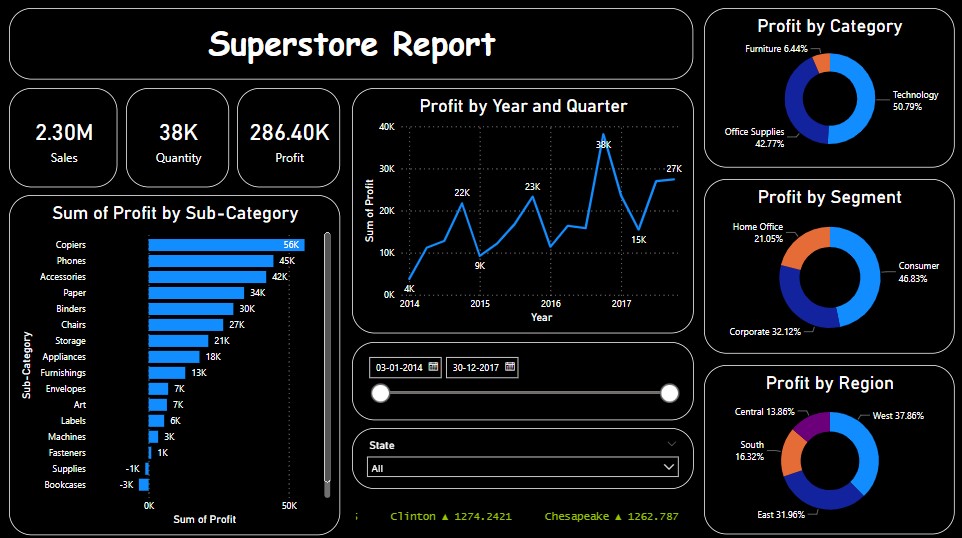 Superstore Report
2.30M
Sales
38K
Quantity
286.40K
Profit
Sum of Profit by Sub-Category
Sub-Category
Copiers 56K
Phones 45K
Accessories 42K
Paper 34K
Binders 30K
Chairs 27K
Storage 21K
Appliances 18K
Furnishings 13K
Envelopes 7K
Art 7K
Labels 6K
Machines 3K
Fasteners 1K
Supplies -1K
Bookcases -3K
0K 50K
Sum of Profit
Profit by Year and Quarter
Sum of Profit
40K
30K
20K
10K
0K
4K
22K
9K
23K
38K
15K
27K
2014 2015 2016 2017
Year
03-01-2014 30-12-2017
State
All
Clinton ▲ 1274.2421 Chesapeake ▲ 1262.787
Profit by Category
Furniture 6.44%
Technology
50.79%
Office Supplies
42.77%
Profit by Segment
Home Office
21.05%
Consumer
46.83%
Corporate 32.12%
Profit by Region
Central 13.86%
West 37.86%
South
16.32%
East 31.96%